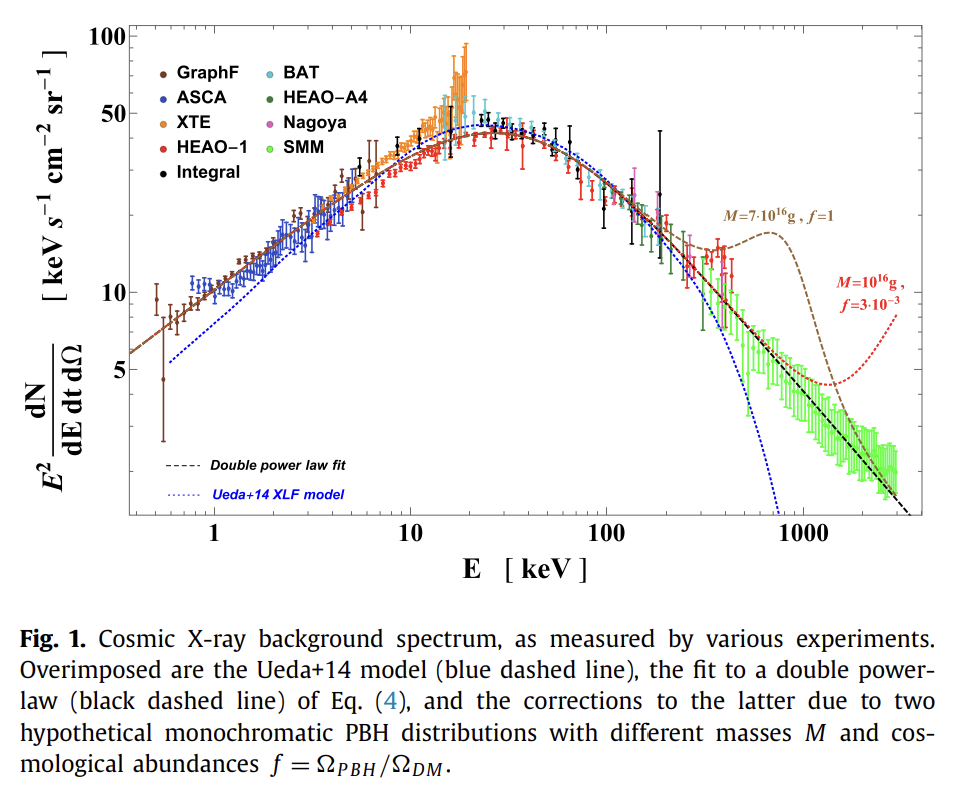 100
50
10
5
E² dN/dE dt dΩ [ keV s⁻¹ cm⁻² sr⁻¹ ]
GraphF
ASCA
XTE
HEAO−1
Integral
BAT
HEAO−A4
Nagoya
SMM
M=7·10¹⁶g , f=1
M=10¹⁶g ,
f=3·10⁻³
Double power law fit
Ueda+14 XLF model
1 10 100 1000
E [ keV ]
Fig. 1. Cosmic X-ray background spectrum, as measured by various experiments.
Overimposed are the Ueda+14 model (blue dashed line), the fit to a double power-
law (black dashed line) of Eq. (4), and the corrections to the latter due to two
hypothetical monochromatic PBH distributions with different masses M and cos-
mological abundances f = Ω_PBH/Ω_DM.